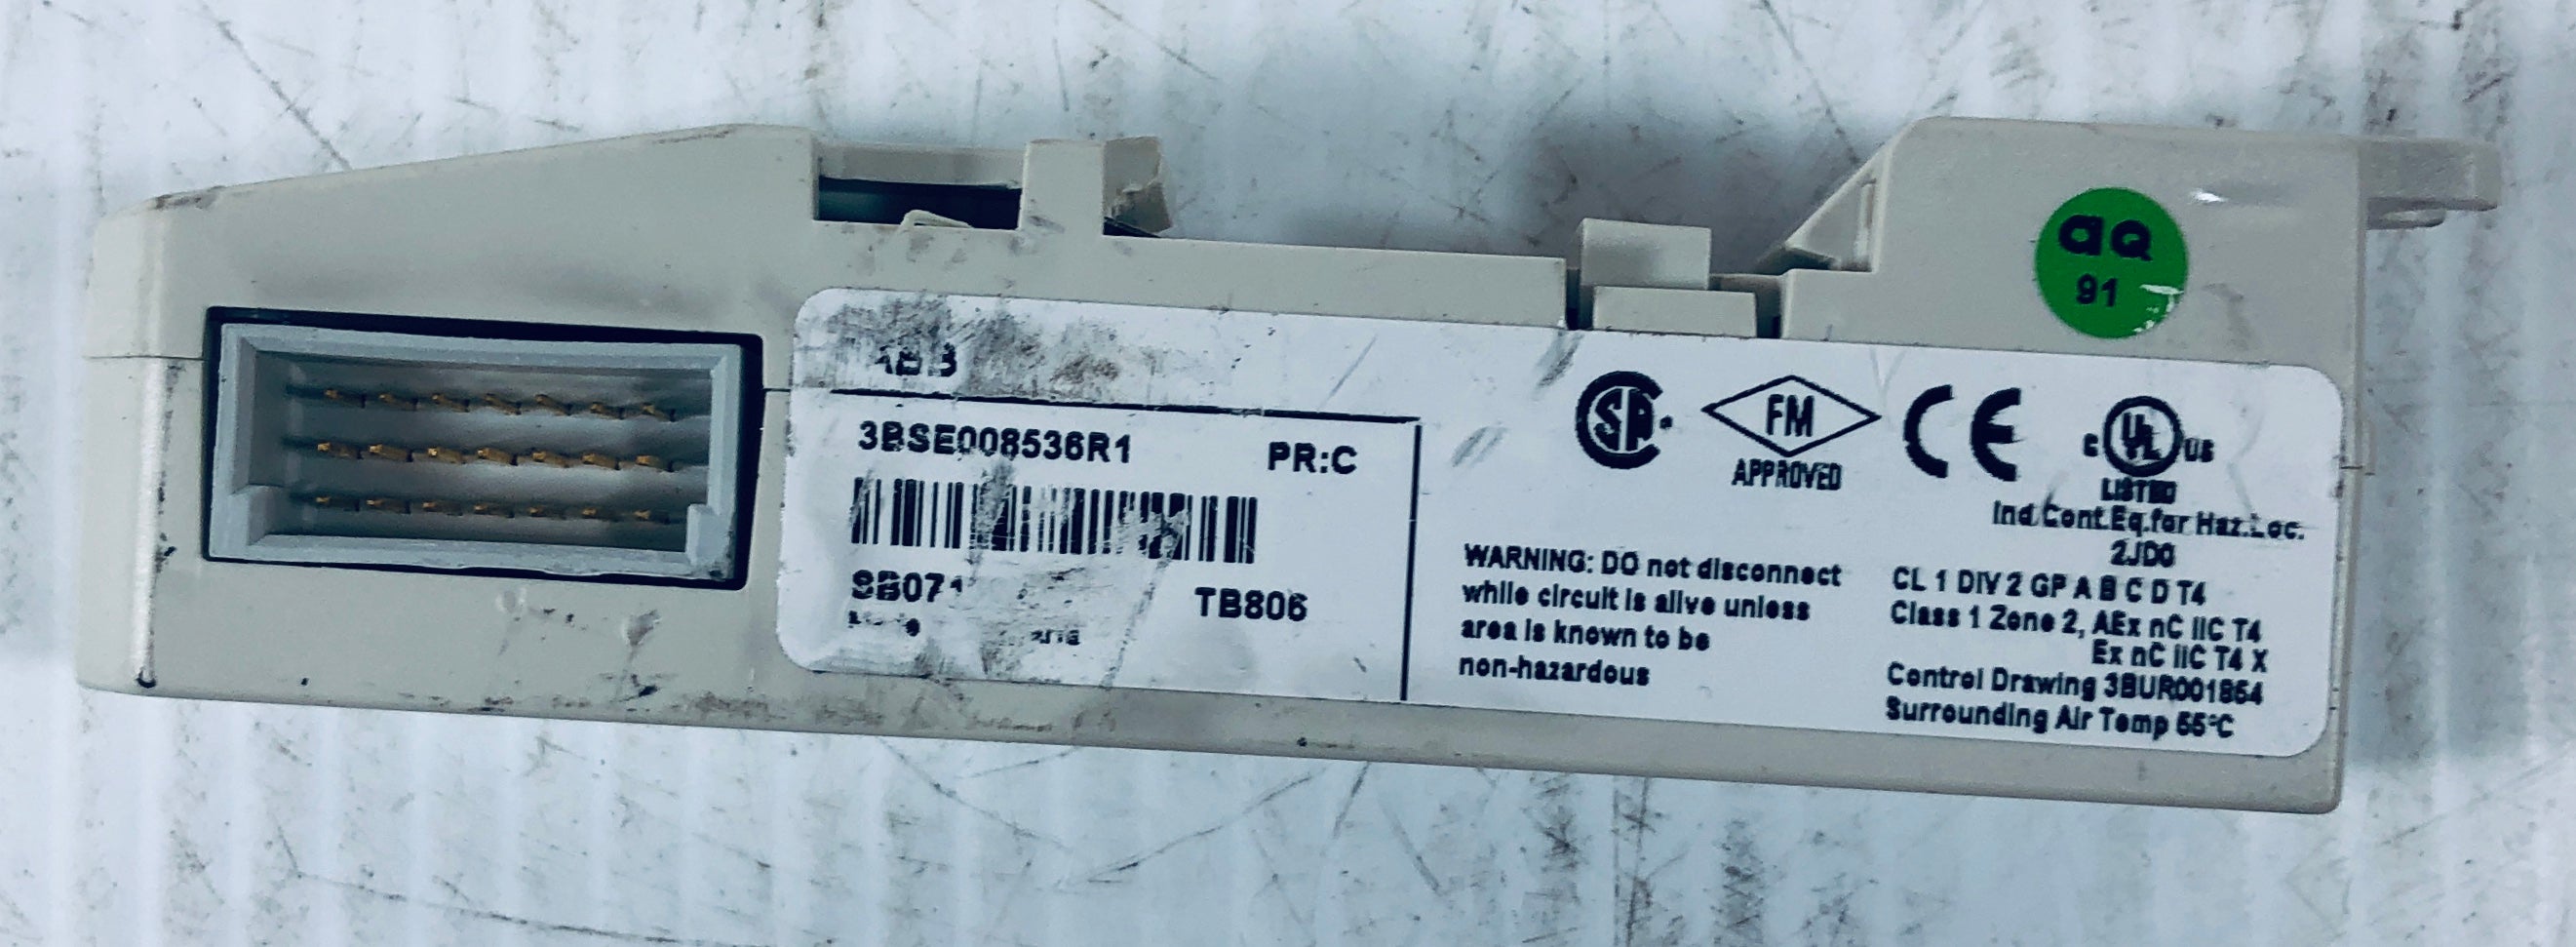 aQ
91
ABB
3BSE008536R1 PR:C
TB806
SA
FM
APPROVED
CE
C UL US
LISTED
Ind.Cont.Eq.for Haz.Loc.
2JD0
WARNING: DO not disconnect
while circuit is alive unless
area is known to be
non-hazardous
CL 1 DIV 2 GP A B C D T4
Class 1 Zone 2, AEx nC IIC T4
Ex nC IIC T4 X
Control Drawing 3BUR001854
Surrounding Air Temp 55°C